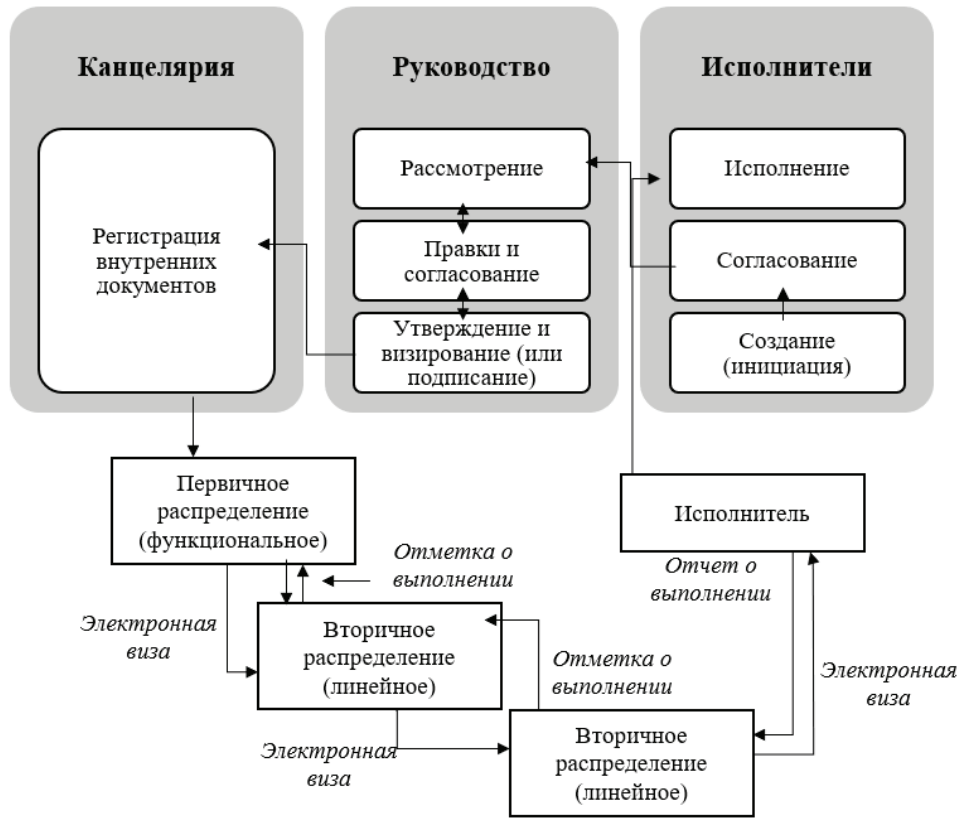 Канцелярия
Регистрация
внутренних
документов
Руководство
Рассмотрение
Правки и
согласование
Утверждение и
визирование (или
подписание)
Исполнители
Исполнение
Согласование
Создание
(инициация)
Первичное
распределение
(функциональное)
Отметка о
выполнении
Электронная
виза
Вторичное
распределение
(линейное)
Отметка о
выполнении
Электронная
виза
Вторичное
распределение
(линейное)
Исполнитель
Отчет о
выполнении
Электронная
виза